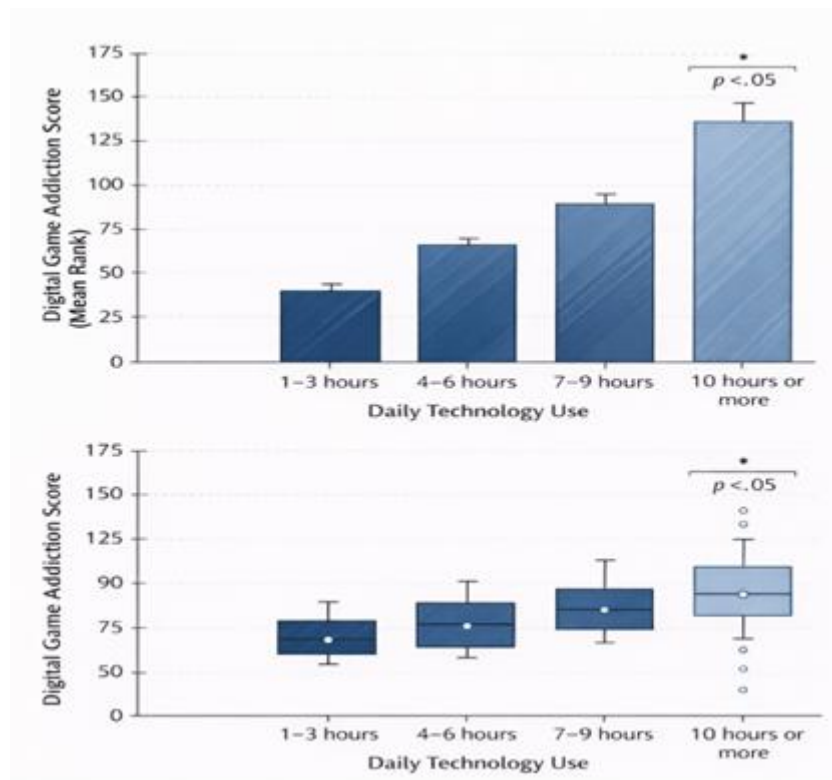 Digital Game Addiction Score
(Mean Rank)
175
150
125
100
75
50
25
0
*
p <.05
1–3 hours
4–6 hours
7–9 hours
10 hours or
more
Daily Technology Use
Digital Game Addiction Score
175
150
125
90
75
50
0
*
p <.05
1–3 hours
4–6 hours
7–9 hours
10 hours or
more
Daily Technology Use